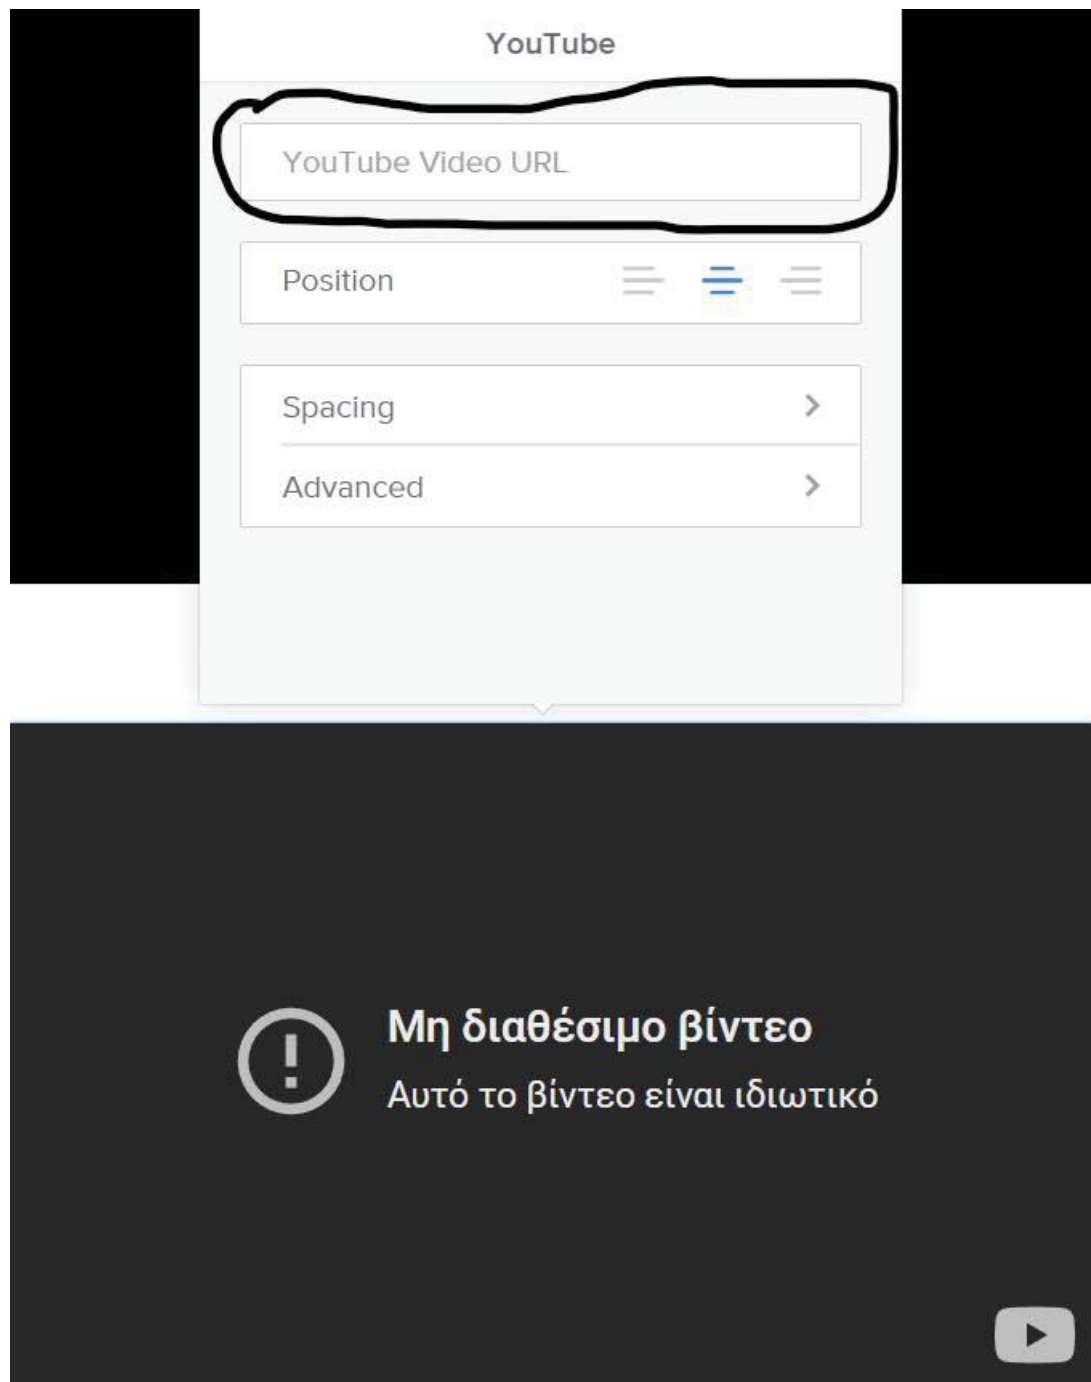 YouTube
YouTube Video URL
Position
Spacing
Advanced
Μη διαθέσιμο βίντεο
Αυτό το βίντεο είναι ιδιωτικό